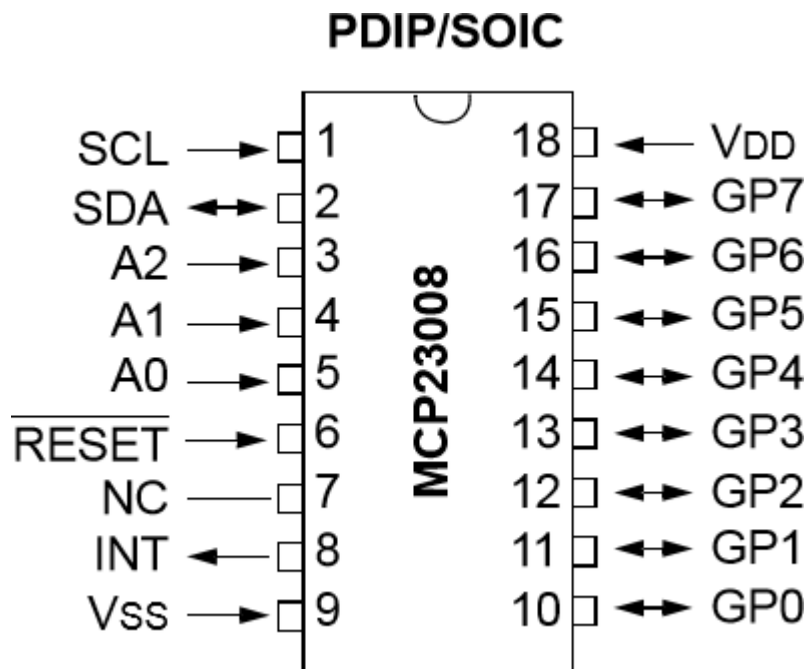 PDIP/SOIC
SCL 1 18 VDD
SDA 2 17 GP7
A2 3 16 GP6
A1 4 15 GP5
A0 5 14 GP4
RESET 6 13 GP3
NC 7 12 GP2
INT 8 11 GP1
VSS 9 10 GP0
MCP23008